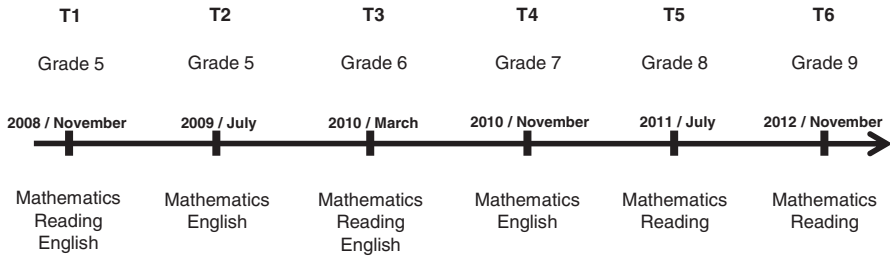 T1 T2 T3 T4 T5 T6
Grade 5 Grade 5 Grade 6 Grade 7 Grade 8 Grade 9
2008 / November 2009 / July 2010 / March 2010 / November 2011 / July 2012 / November
Mathematics Mathematics Mathematics Mathematics Mathematics Mathematics
Reading English Reading English Reading Reading
English English